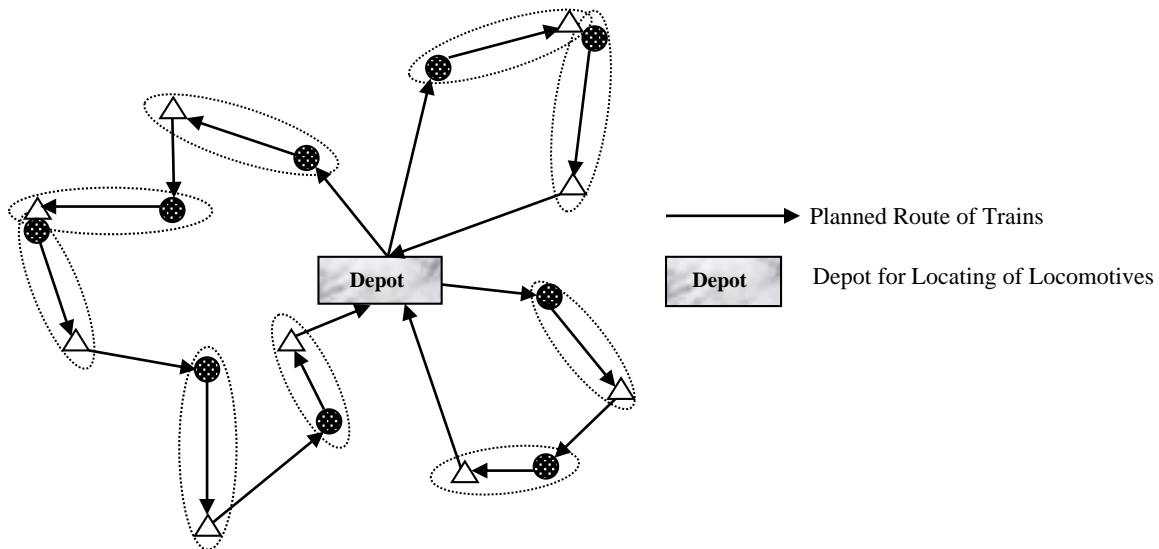 Planned Route of Trains
Depot
Depot
Depot for Locating of Locomotives